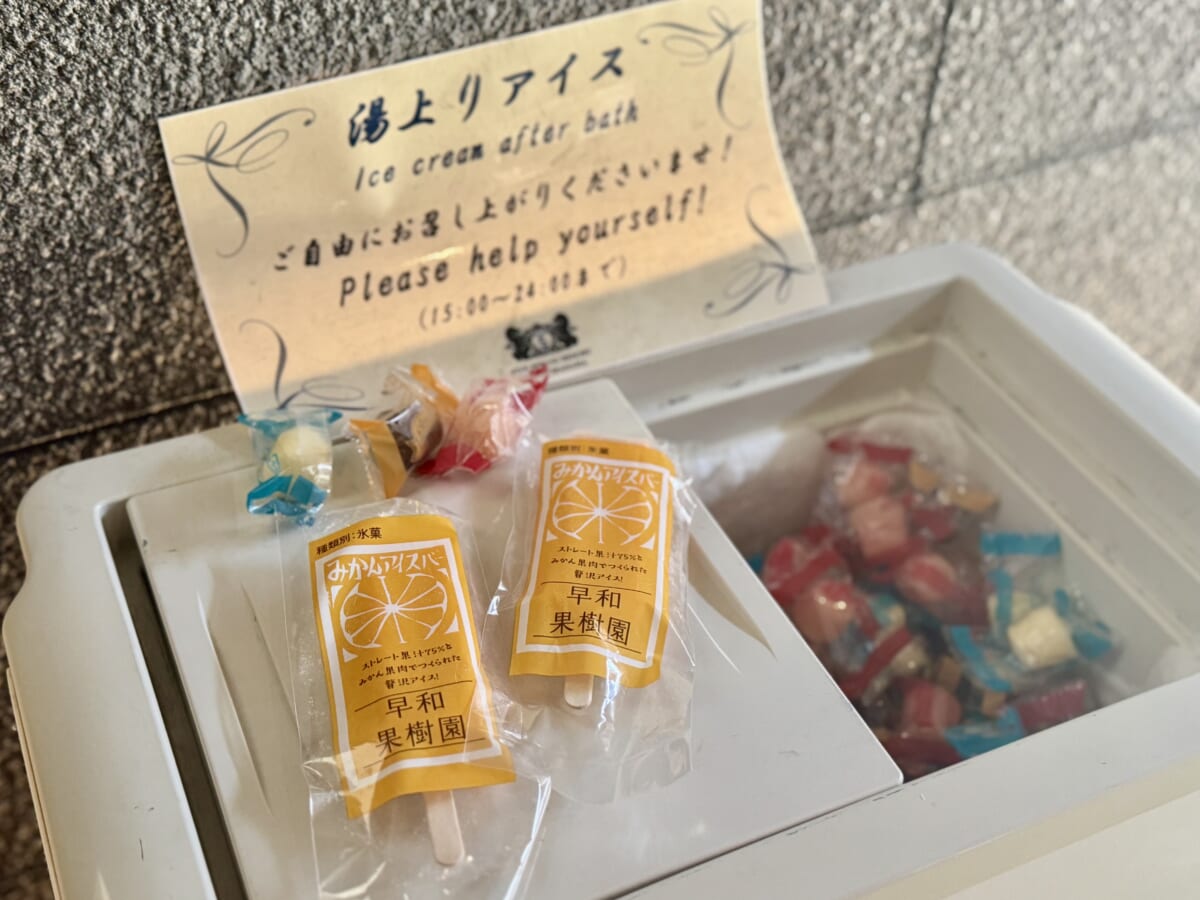 湯上りアイス
Ice cream after bath
ご自由にお召し上がりくださいませ！
Please help yourself!
(15:00～24:00まで)
種類別:氷菓
みかんアイスバー
ストレート果汁75%と
みかん果肉でつくられた
贅沢アイス!
早和
果樹園
種類別:氷菓
みかんアイスバー
ストレート果汁75%と
みかん果肉でつくられた
贅沢アイス!
早和
果樹園